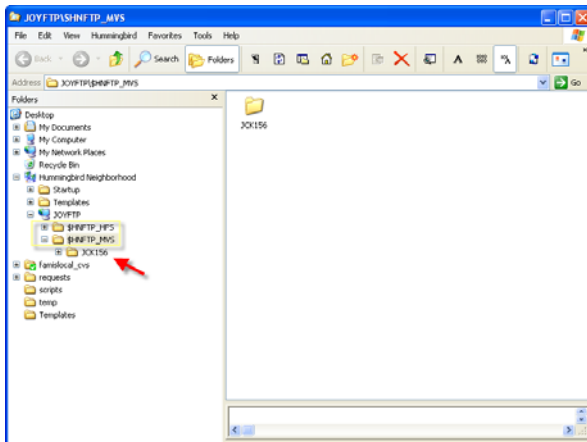 JOYFTP\$HNFTP_MVS
File Edit View Hummingbird Favorites Tools Help
Back Search Folders
Address JOYFTP\$HNFTP_MVS Go
Folders x
Desktop
My Documents
My Computer
My Network Places
Recycle Bin
Hummingbird Neighborhood
Startup
Templates
JOYFTP
$HNFTP_HFS
$HNFTP_MVS
JCK156
famislocal_cvs
requests
scripts
temp
Templates
JCK156